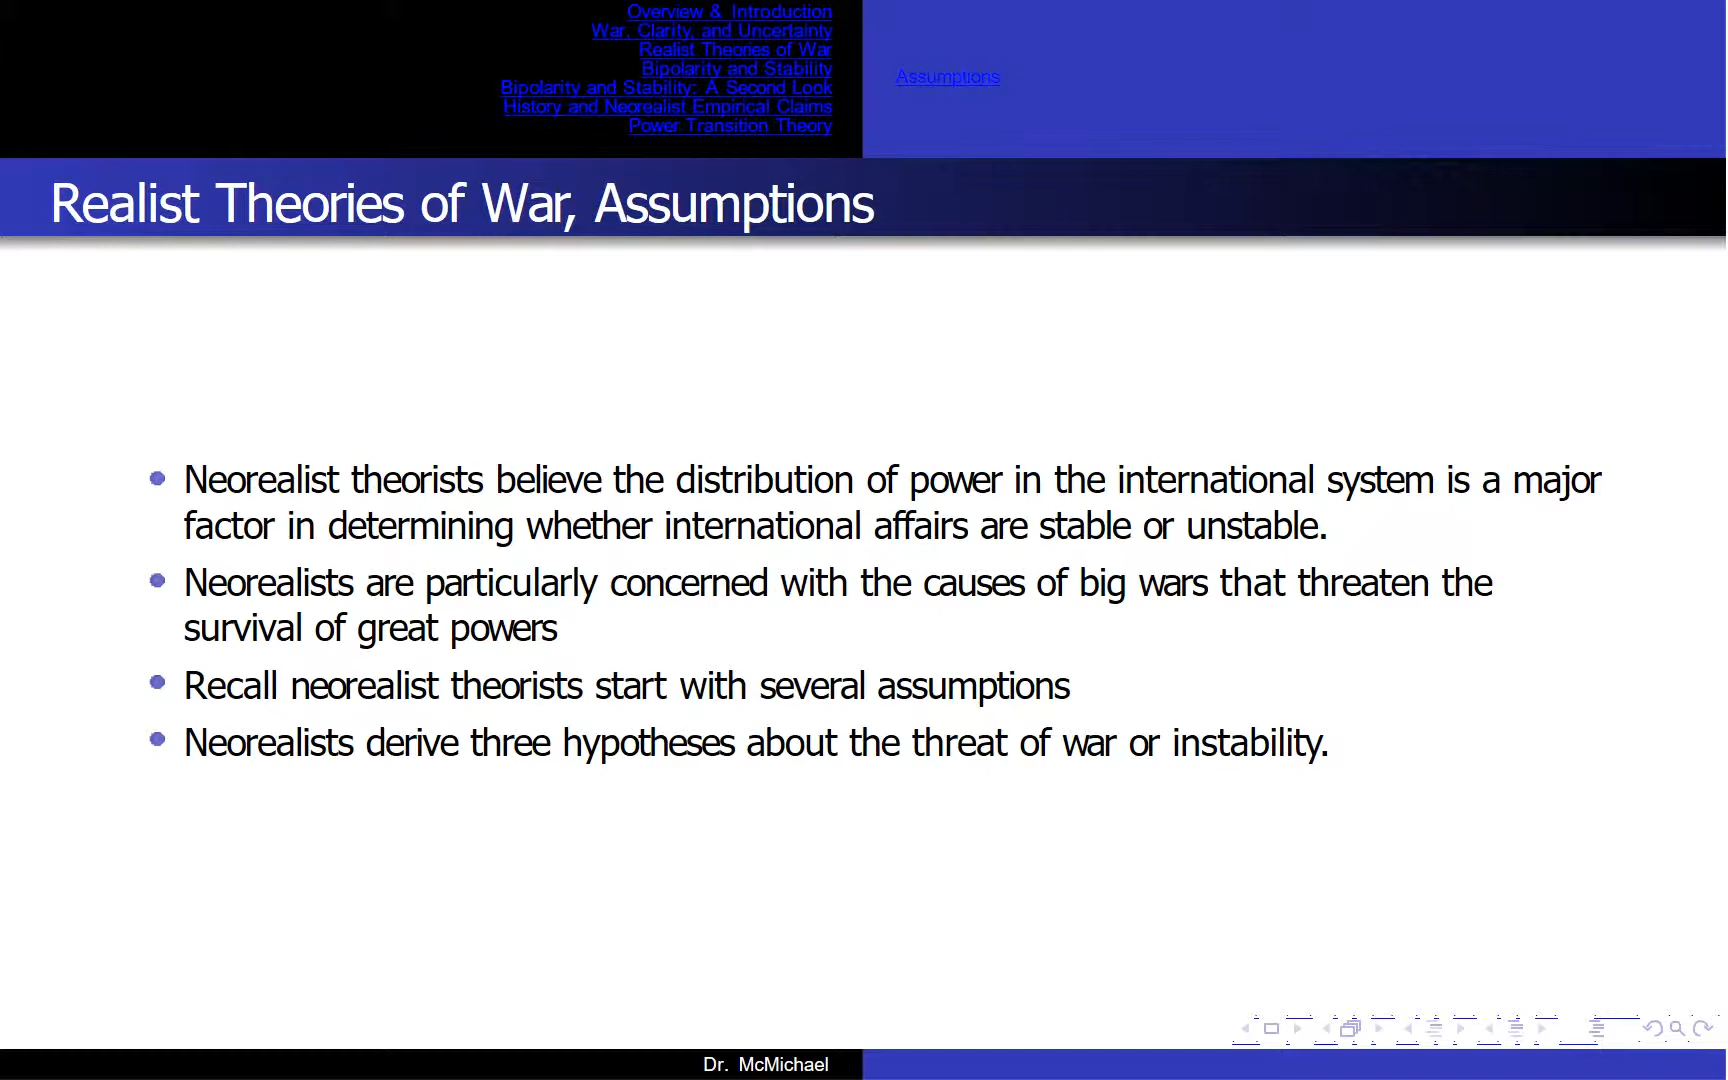 Overview & Introduction
War, Clarity, and Uncertainty
Realist Theories of War
Bipolarity and Stability
Bipolarity and Stability: A Second Look
History and Neorealist Empirical Claims
Power Transition Theory
Assumptions
Realist Theories of War, Assumptions
Neorealist theorists believe the distribution of power in the international system is a major
factor in determining whether international affairs are stable or unstable.
Neorealists are particularly concerned with the causes of big wars that threaten the
survival of great powers
Recall neorealist theorists start with several assumptions
Neorealists derive three hypotheses about the threat of war or instability.
Dr. McMichael